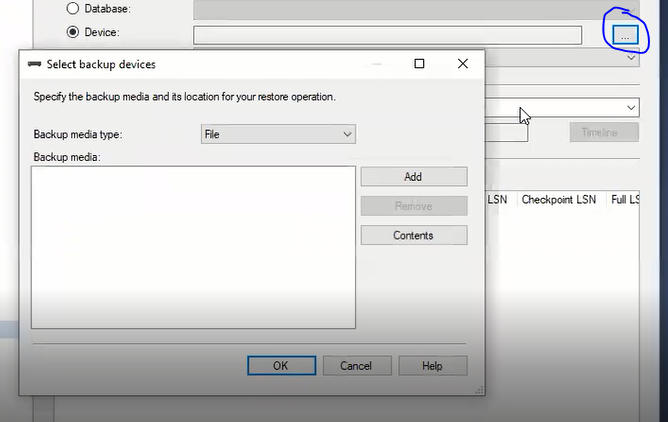 Database:
Device:
...
Select backup devices
Specify the backup media and its location for your restore operation.
Backup media type:
File
Backup media:
Add
Timeline
Remove
LSN
Checkpoint LSN
Full LS
Contents
OK
Cancel
Help